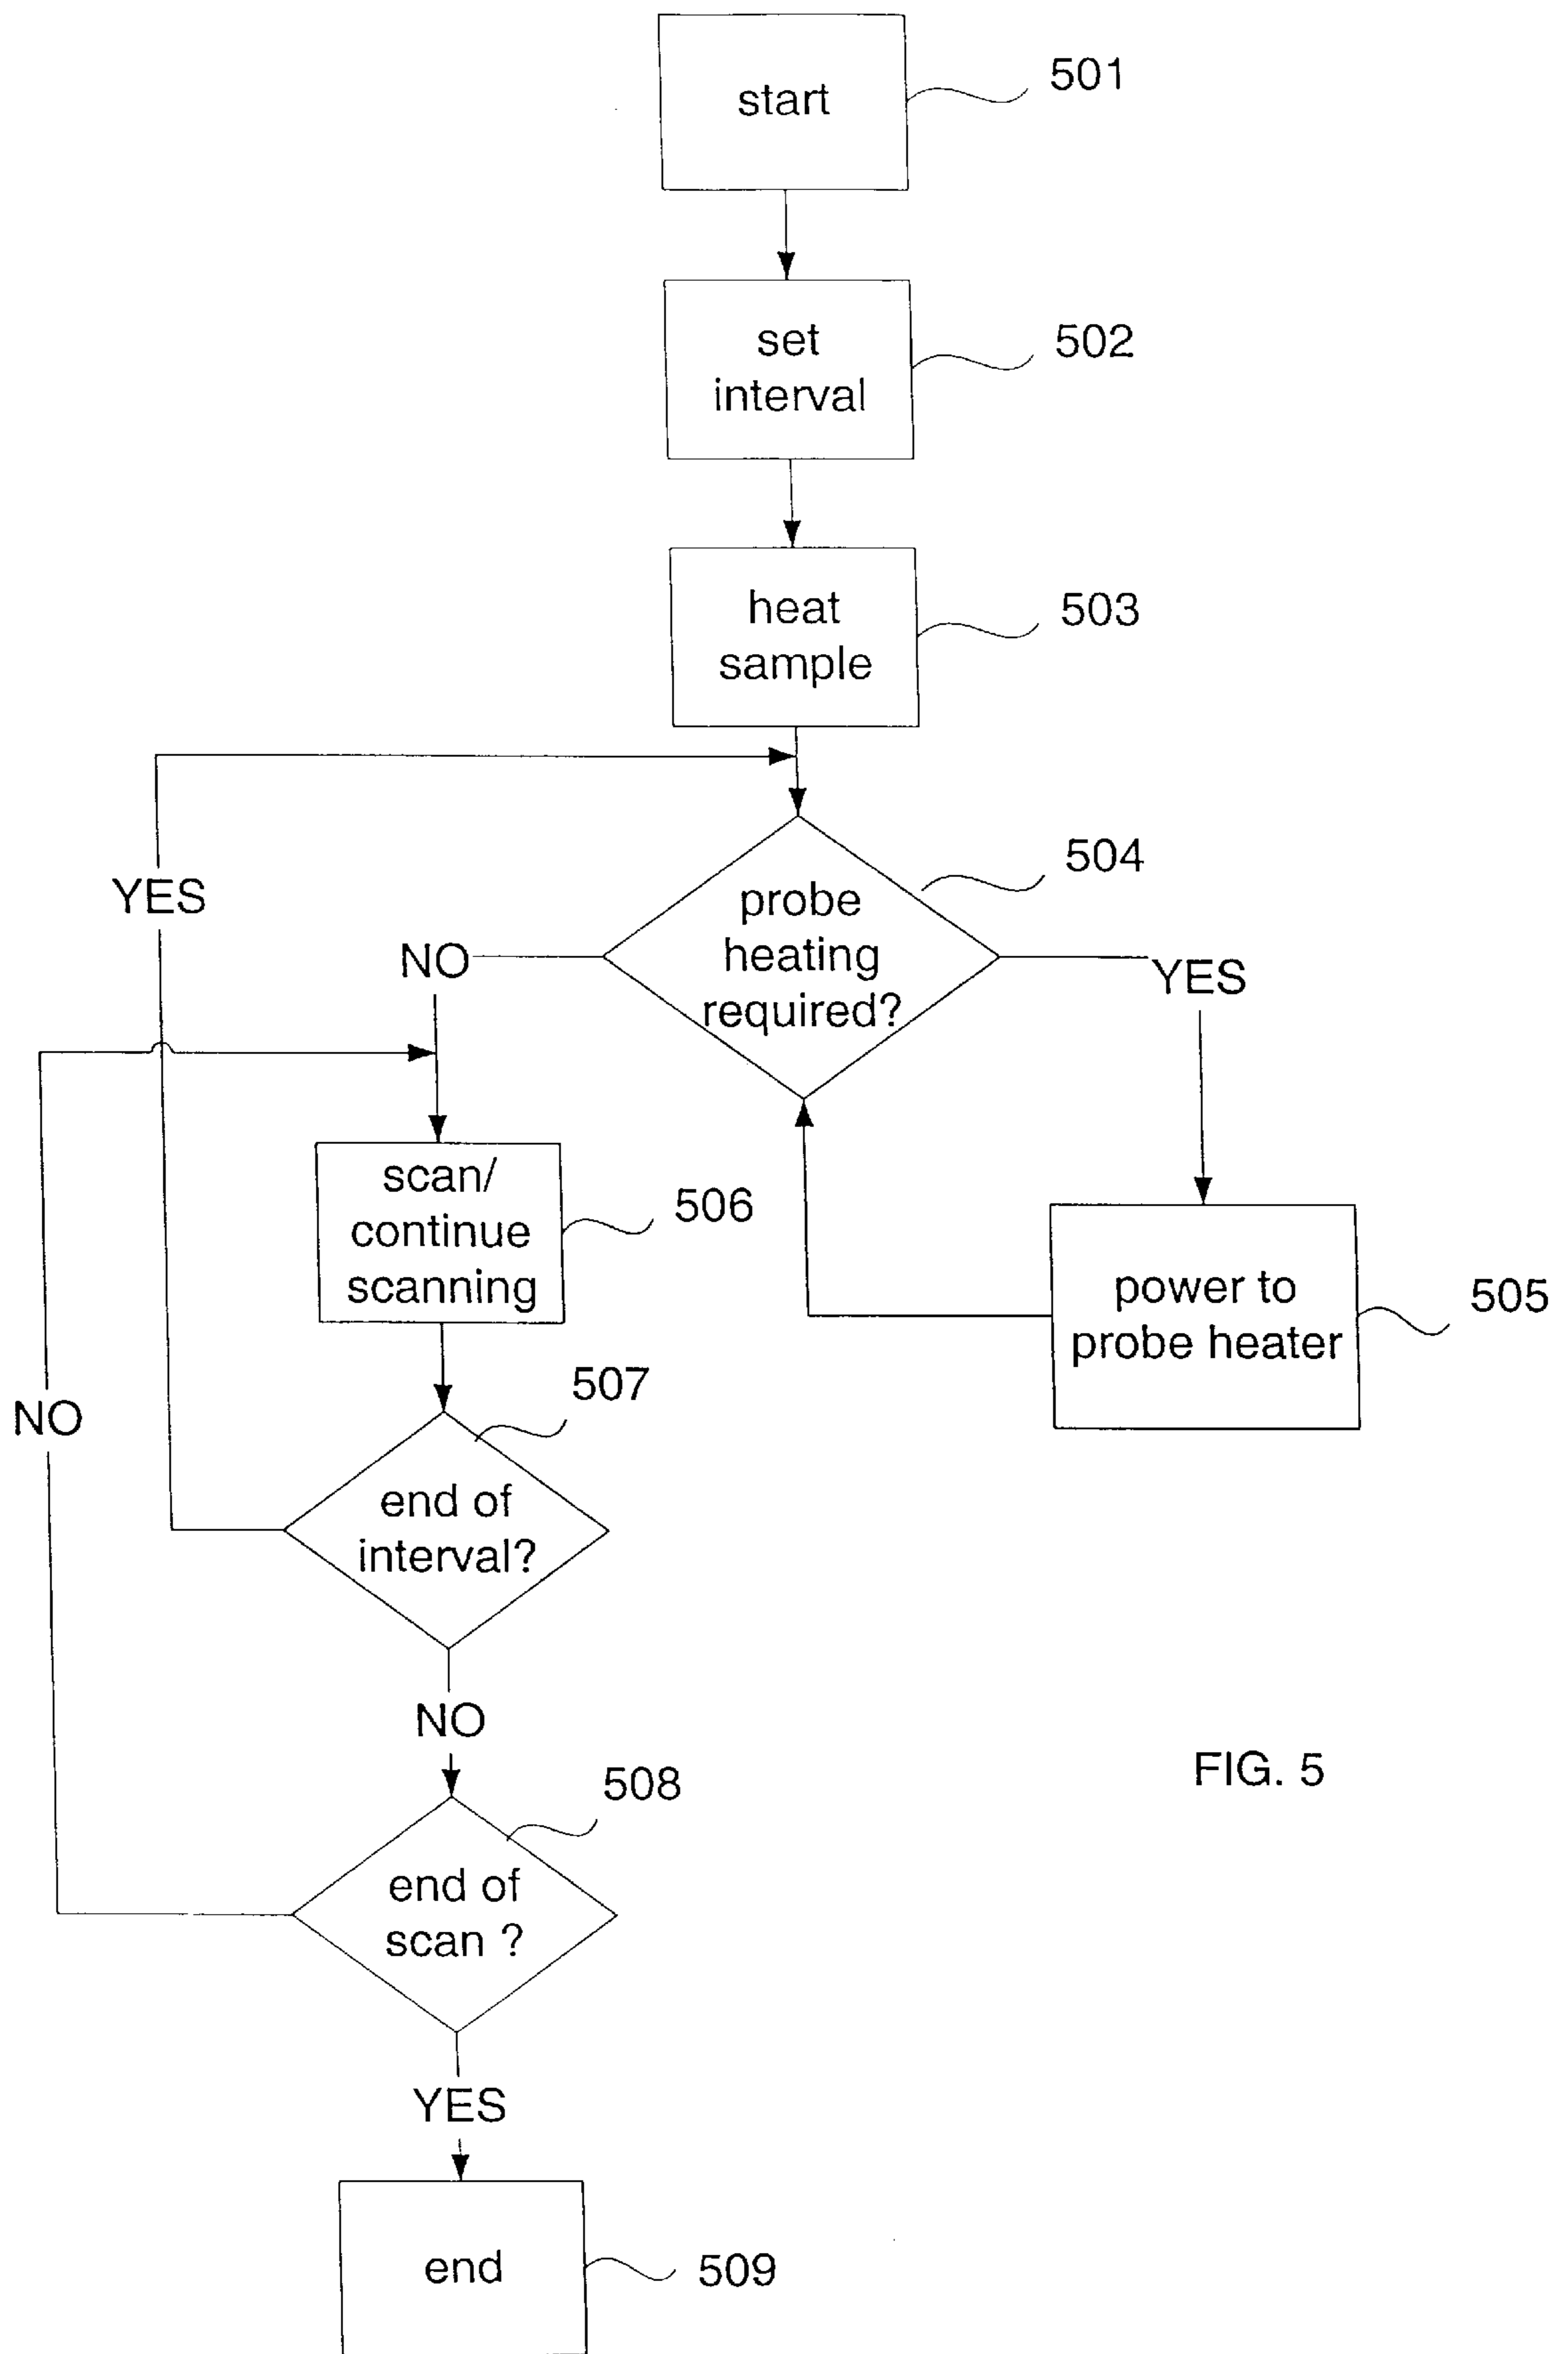 start
501
set
interval
502
heat
sample
503
504
probe
heating
required?
YES
NO
YES
scan/
continue
scanning
506
power to
probe heater
505
507
NO
end of
interval?
NO
508
end of
scan ?
FIG. 5
YES
end
509